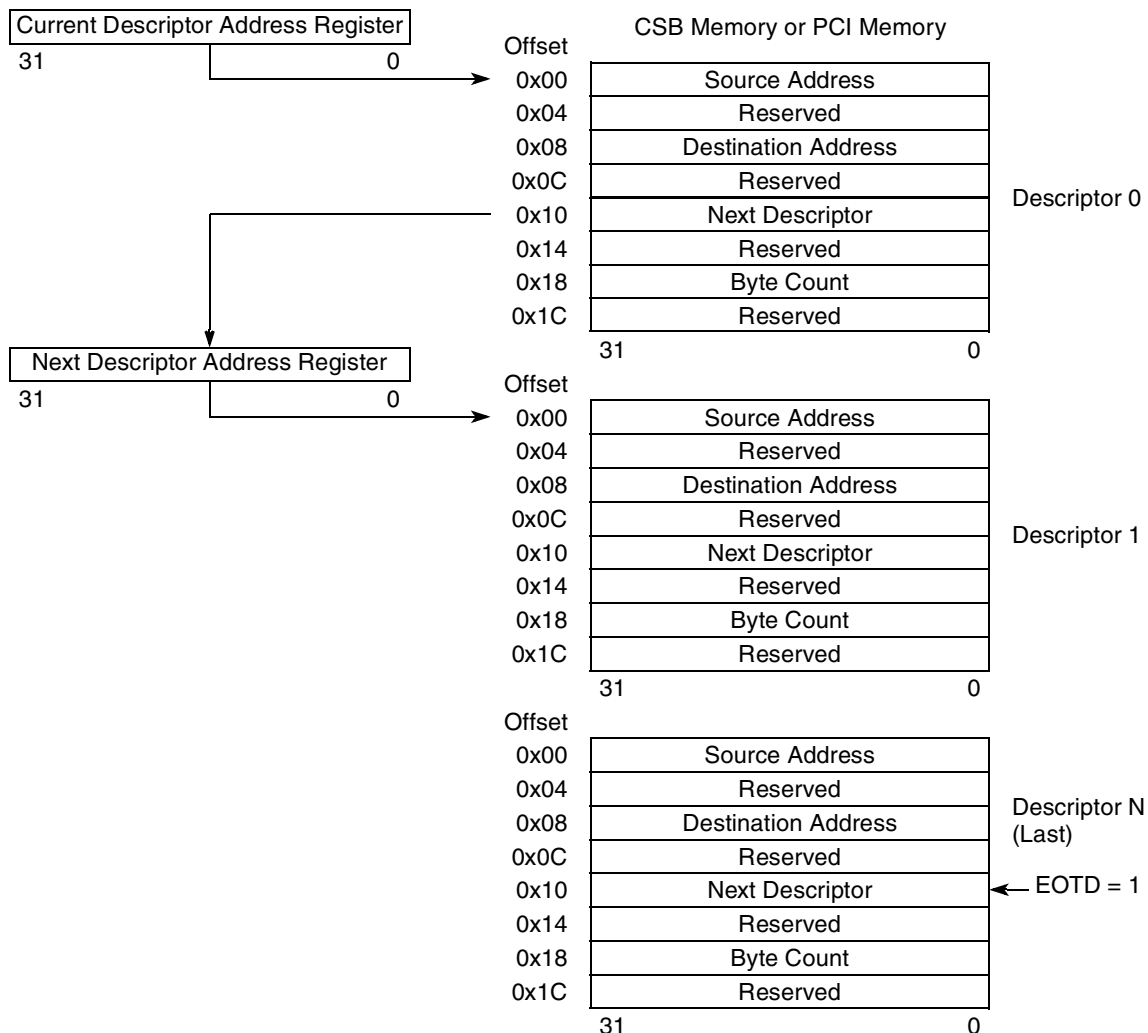 Current Descriptor Address Register
31 0
CSB Memory or PCI Memory
Offset
0x00 Source Address
0x04 Reserved
0x08 Destination Address
0x0C Reserved
0x10 Next Descriptor
0x14 Reserved
0x18 Byte Count
0x1C Reserved
31 0
Descriptor 0
Next Descriptor Address Register
31 0
Offset
0x00 Source Address
0x04 Reserved
0x08 Destination Address
0x0C Reserved
0x10 Next Descriptor
0x14 Reserved
0x18 Byte Count
0x1C Reserved
31 0
Descriptor 1
Offset
0x00 Source Address
0x04 Reserved
0x08 Destination Address
0x0C Reserved
0x10 Next Descriptor
0x14 Reserved
0x18 Byte Count
0x1C Reserved
31 0
Descriptor N
(Last)
EOTD = 1